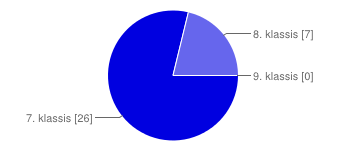 8. klassis [7]
9. klassis [0]
7. klassis [26]